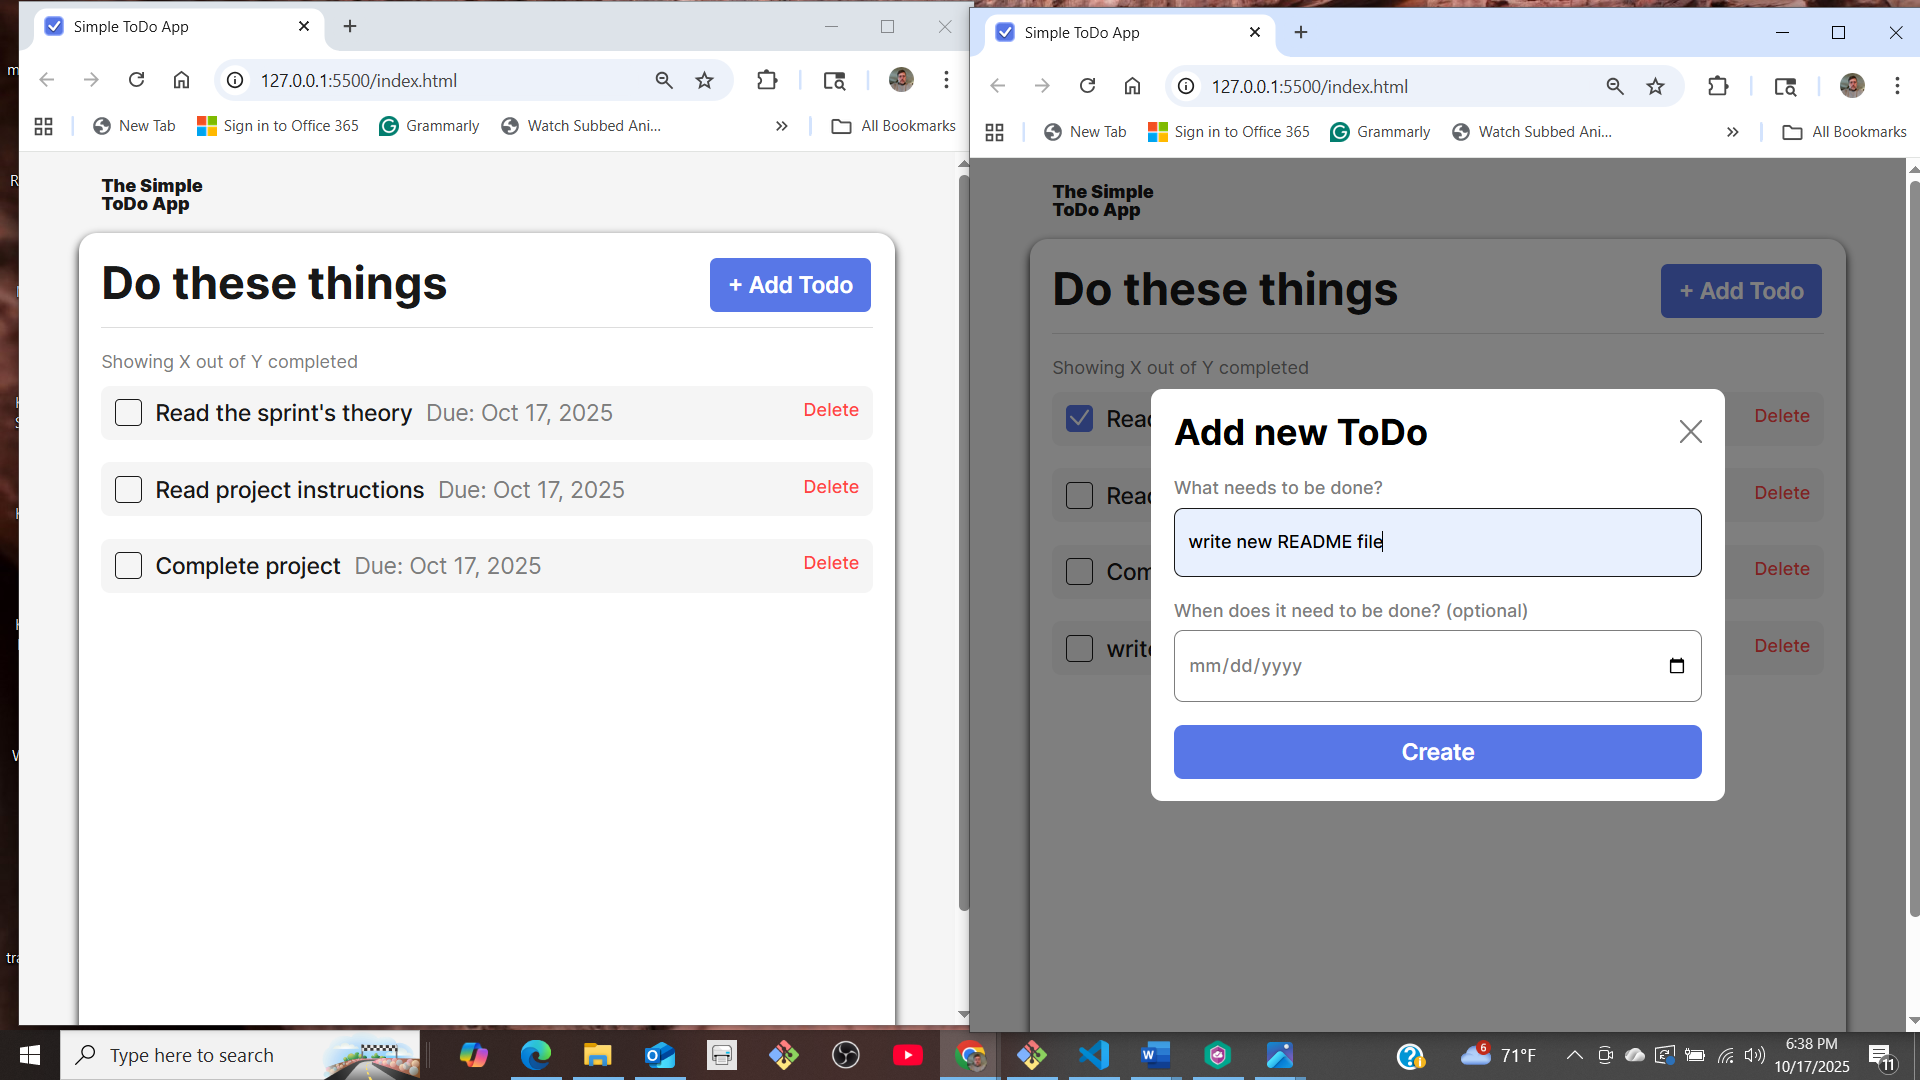 Simple ToDo App
127.0.0.1:5500/index.html
New Tab
Sign in to Office 365
Grammarly
Watch Subbed Ani...
All Bookmarks
The Simple
ToDo App
Do these things
+ Add Todo
Showing X out of Y completed
Read the sprint's theory Due: Oct 17, 2025 Delete
Read project instructions Due: Oct 17, 2025 Delete
Complete project Due: Oct 17, 2025 Delete
Simple ToDo App
127.0.0.1:5500/index.html
New Tab
Sign in to Office 365
Grammarly
Watch Subbed Ani...
All Bookmarks
The Simple
ToDo App
Do these things
+ Add Todo
Showing X out of Y completed
Delete
Delete
Delete
Delete
Add new ToDo
What needs to be done?
write new README file
When does it need to be done? (optional)
mm/dd/yyyy
Create
Type here to search
6
71°F
6:38 PM
10/17/2025
11